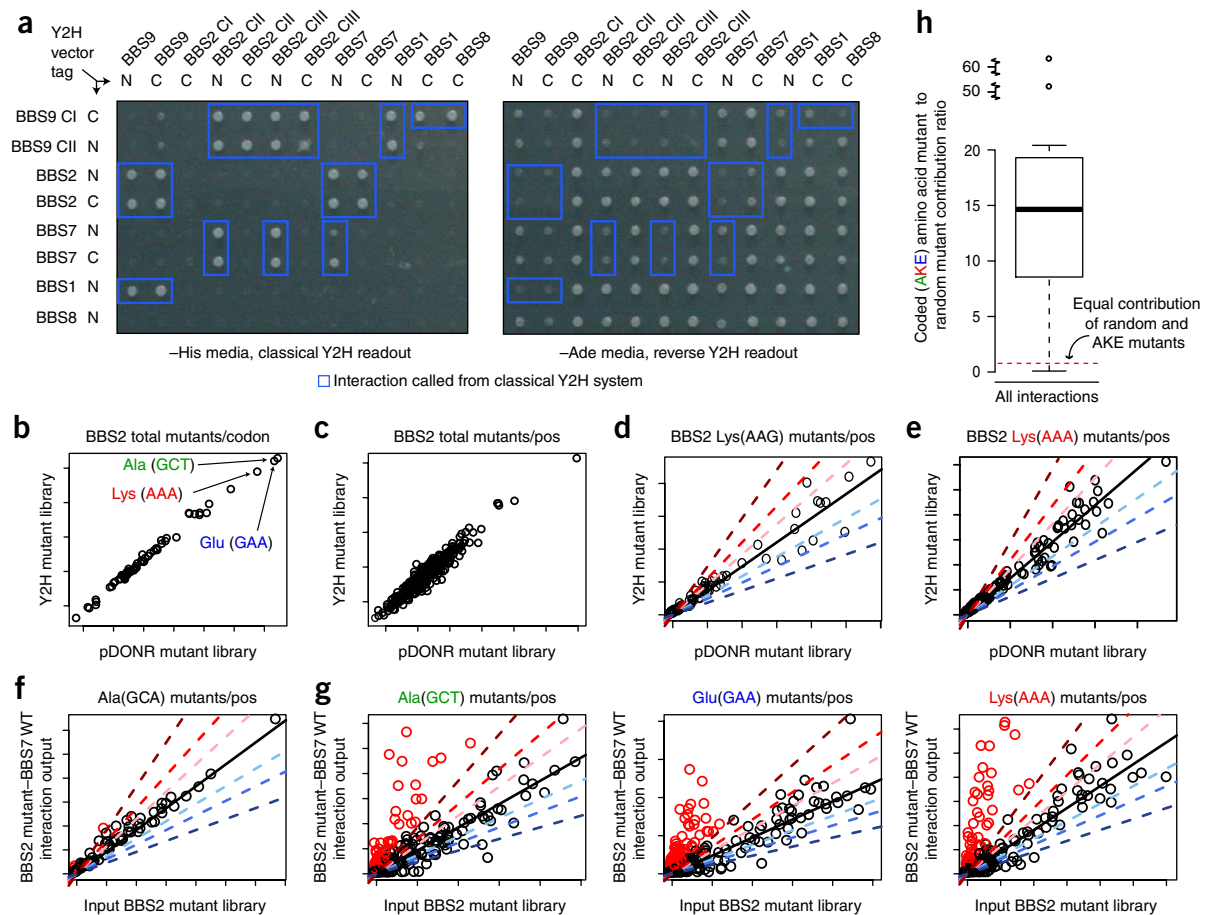 a
Y2H vector tag
BBS9 BBS9 BBS2 CI BBS2 CII BBS2 CII BBS2 CIII BBS2 CIII BBS7 BBS7 BBS1 BBS1 BBS8
N C C N C N C N C N C C
BBS9 CI C
BBS9 CII N
BBS2 N
BBS2 C
BBS7 N
BBS7 C
BBS1 N
BBS8 N
–His media, classical Y2H readout
BBS9 BBS9 BBS2 CI BBS2 CII BBS2 CII BBS2 CIII BBS2 CIII BBS7 BBS7 BBS1 BBS1 BBS8
N C C N C N C N C N C C
–Ade media, reverse Y2H readout
Interaction called from classical Y2H system
h
Coded (AKE) amino acid mutant to
random mutant contribution ratio
60
50
20
15
10
5
0
Equal contribution
of random and
AKE mutants
All interactions
b
BBS2 total mutants/codon
Ala (GCT)
Lys (AAA)
Glu (GAA)
Y2H mutant library
pDONR mutant library
c
BBS2 total mutants/pos
Y2H mutant library
pDONR mutant library
d
BBS2 Lys(AAG) mutants/pos
Y2H mutant library
pDONR mutant library
e
BBS2 Lys(AAA) mutants/pos
Y2H mutant library
pDONR mutant library
f
Ala(GCA) mutants/pos
BBS2 mutant–BBS7 WT
interaction output
Input BBS2 mutant library
g
Ala(GCT) mutants/pos
BBS2 mutant–BBS7 WT
interaction output
Input BBS2 mutant library
Glu(GAA) mutants/pos
BBS2 mutant–BBS7 WT
interaction output
Input BBS2 mutant library
Lys(AAA) mutants/pos
BBS2 mutant–BBS7 WT
interaction output
Input BBS2 mutant library